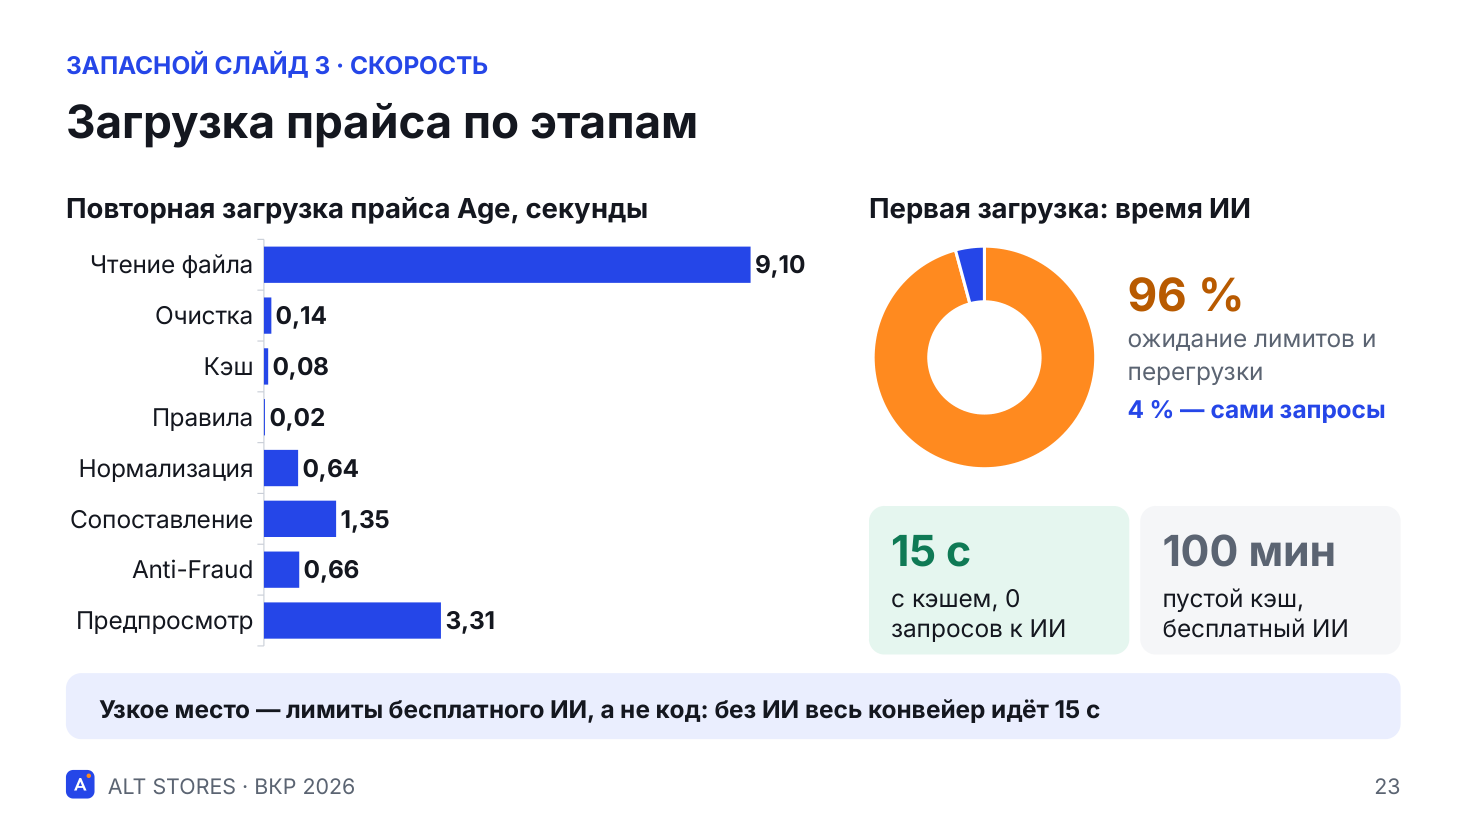 ЗАПАСНОЙ СЛАЙД 3 · СКОРОСТЬ
Загрузка прайса по этапам
Повторная загрузка прайса Age, секунды
Чтение файла 9,10
Очистка 0,14
Кэш 0,08
Правила 0,02
Нормализация 0,64
Сопоставление 1,35
Anti-Fraud 0,66
Предпросмотр 3,31
Первая загрузка: время ИИ
96 %
ожидание лимитов и
перегрузки
4 % — сами запросы
15 с
с кэшем, 0
запросов к ИИ
100 мин
пустой кэш,
бесплатный ИИ
Узкое место — лимиты бесплатного ИИ, а не код: без ИИ весь конвейер идёт 15 с
A ALT STORES · ВКР 2026
23